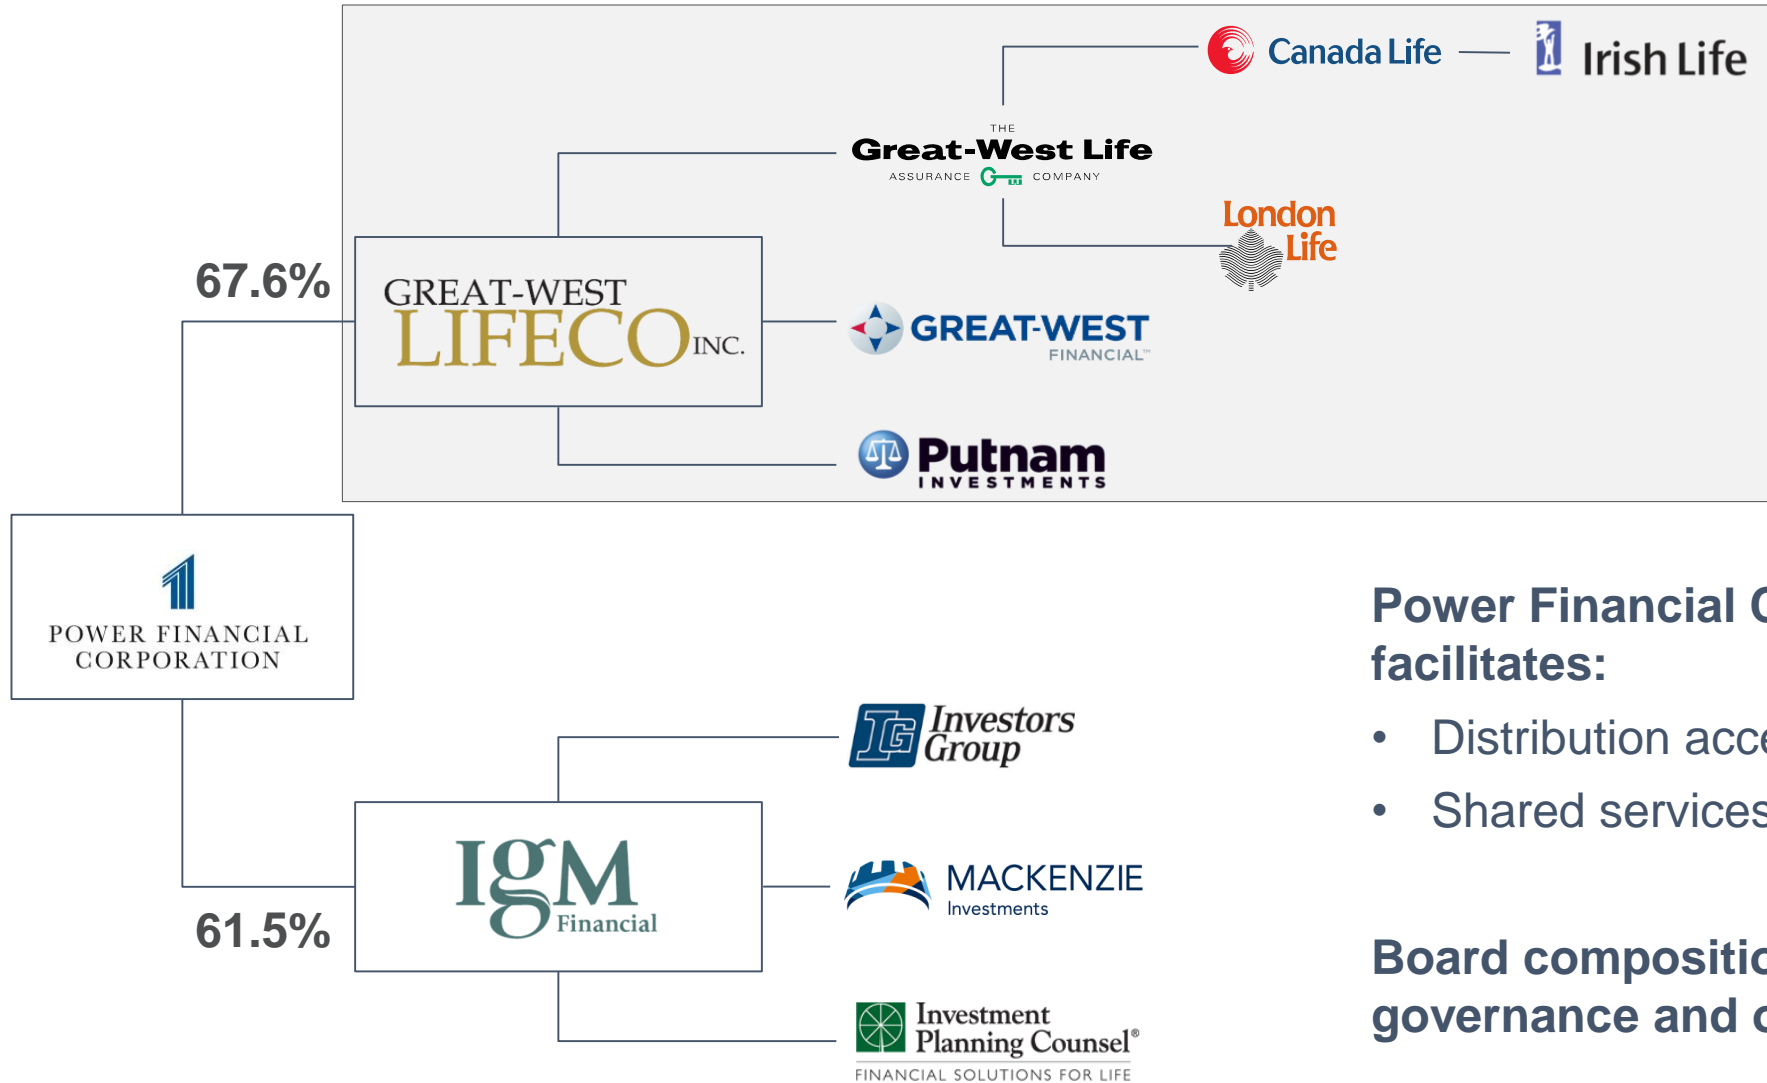 Canada Life
Irish Life
THE
Great-West Life
ASSURANCE COMPANY
London
Life
67.6%
GREAT-WEST
LIFECO INC.
GREAT-WEST
FINANCIAL™
Putnam
INVESTMENTS
POWER FINANCIAL
CORPORATION
Power Financial
facilitates:
• Distribution
• Shared services
IG Investors
Group
IgM
Financial
MACKENZIE
Investments
61.5%
Board
governance and
Investment
Planning Counsel®
FINANCIAL SOLUTIONS FOR LIFE